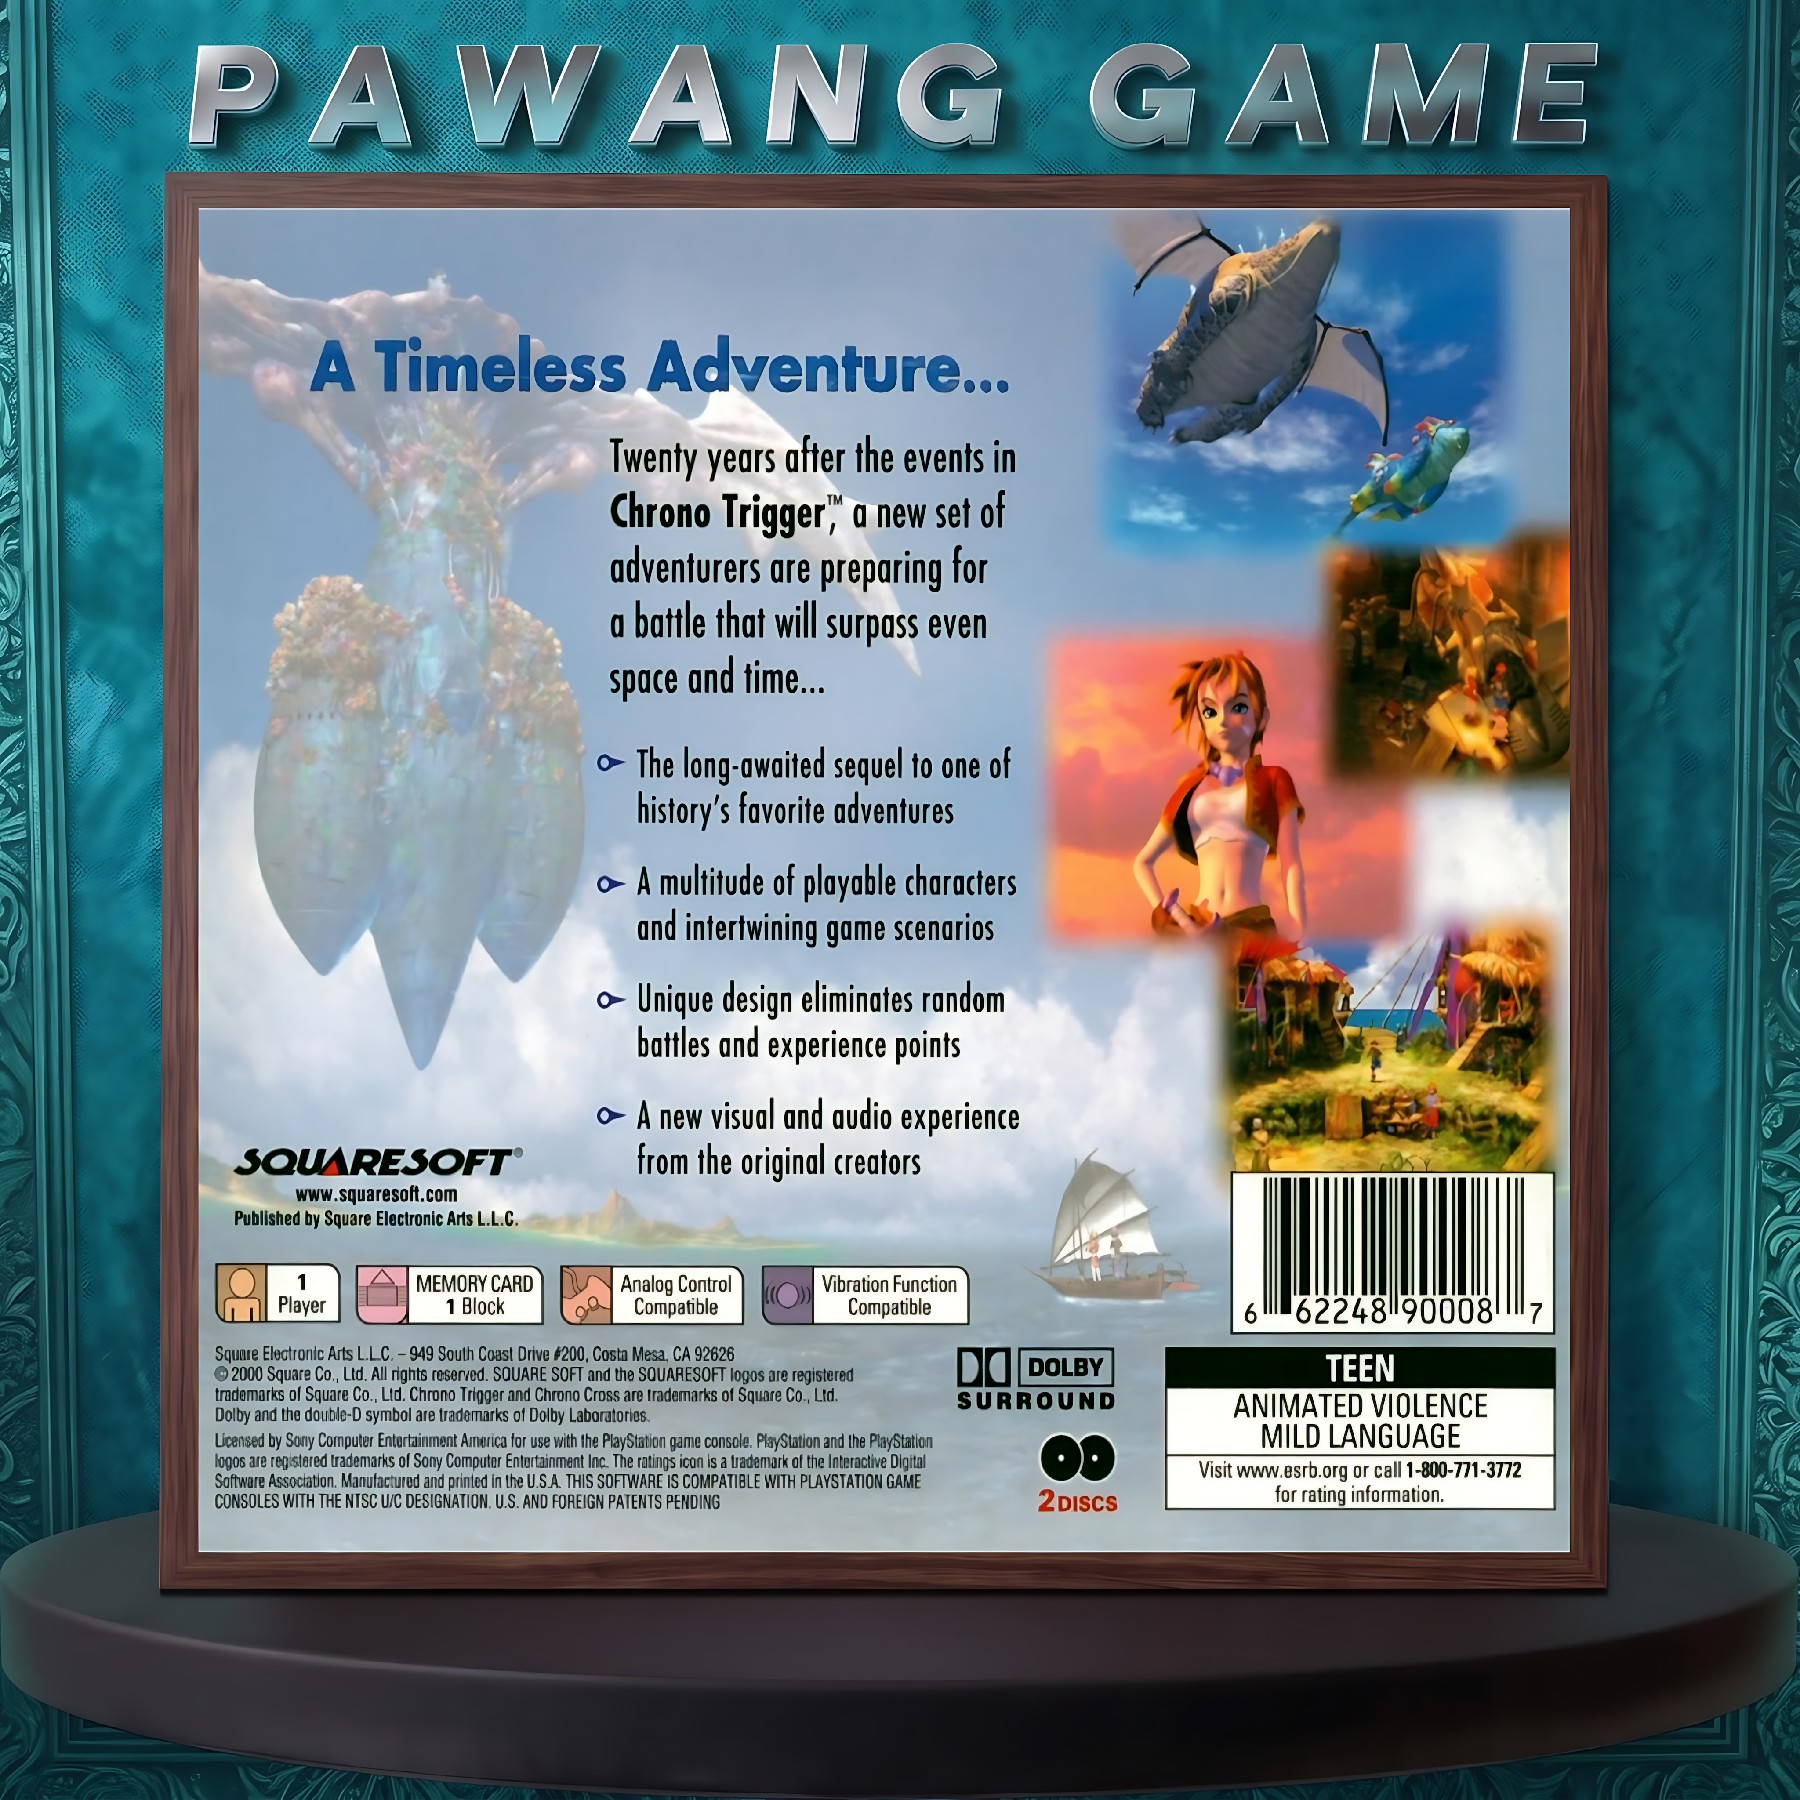 PAWANG GAME
A Timeless Adventure...
Twenty years after the events in
Chrono Trigger,™ a new set of
adventurers are preparing for
a battle that will surpass even
space and time...
The long-awaited sequel to one of
history's favorite adventures
A multitude of playable characters
and intertwining game scenarios
Unique design eliminates random
battles and experience points
A new visual and audio experience
from the original creators
SQUARESOFT®
www.squaresoft.com
Published by Square Electronic Arts L.L.C.
1
Player
MEMORY CARD
1 Block
Analog Control
Compatible
Vibration Function
Compatible
6 62248 90008 7
Square Electronic Arts L.L.C. – 949 South Coast Drive #200, Costa Mesa, CA 92626
© 2000 Square Co., Ltd. All rights reserved. SQUARE SOFT and the SQUARESOFT logos are registered
trademarks of Square Co., Ltd. Chrono Trigger and Chrono Cross are trademarks of Square Co., Ltd.
Dolby and the double-D symbol are trademarks of Dolby Laboratories.
Licensed by Sony Computer Entertainment America for use with the PlayStation game console. PlayStation and the PlayStation
logos are registered trademarks of Sony Computer Entertainment Inc. The ratings icon is a trademark of the Interactive Digital
Software Association. Manufactured and printed in the U.S.A. THIS SOFTWARE IS COMPATIBLE WITH PLAYSTATION GAME
CONSOLES WITH THE NTSC U/C DESIGNATION. U.S. AND FOREIGN PATENTS PENDING
DOLBY
SURROUND
2 DISCS
TEEN
ANIMATED VIOLENCE
MILD LANGUAGE
Visit www.esrb.org or call 1-800-771-3772
for rating information.